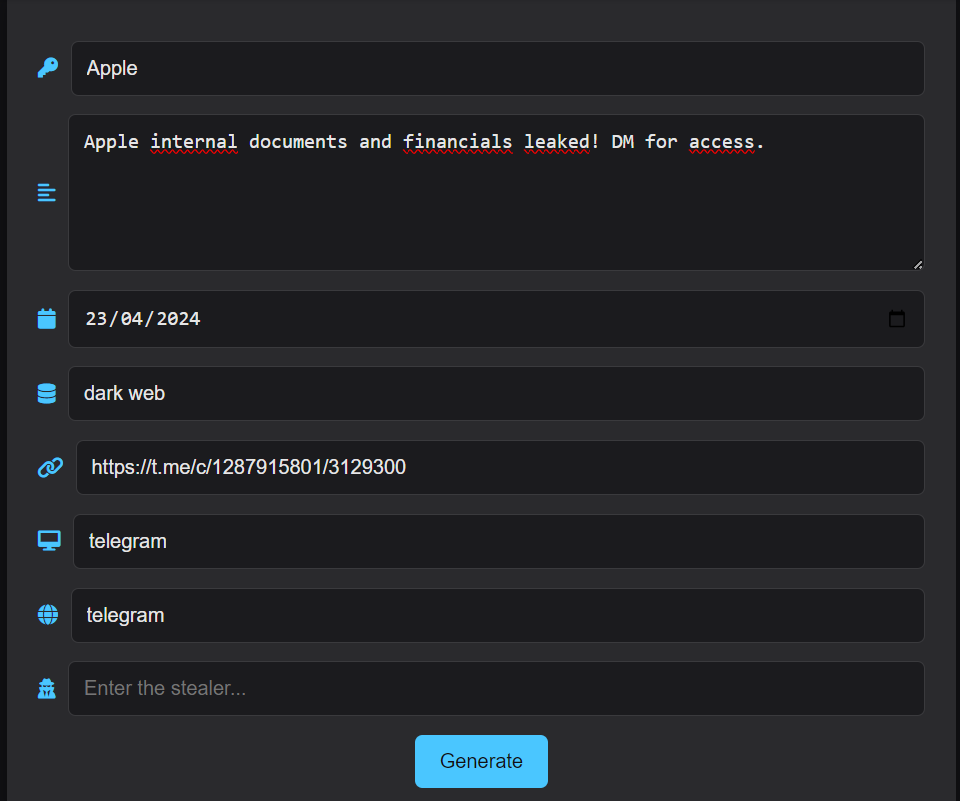 Apple
Apple internal documents and financials leaked! DM for access.
23/04/2024
dark web
https://t.me/c/1287915801/3129300
telegram
telegram
Enter the stealer...
Generate